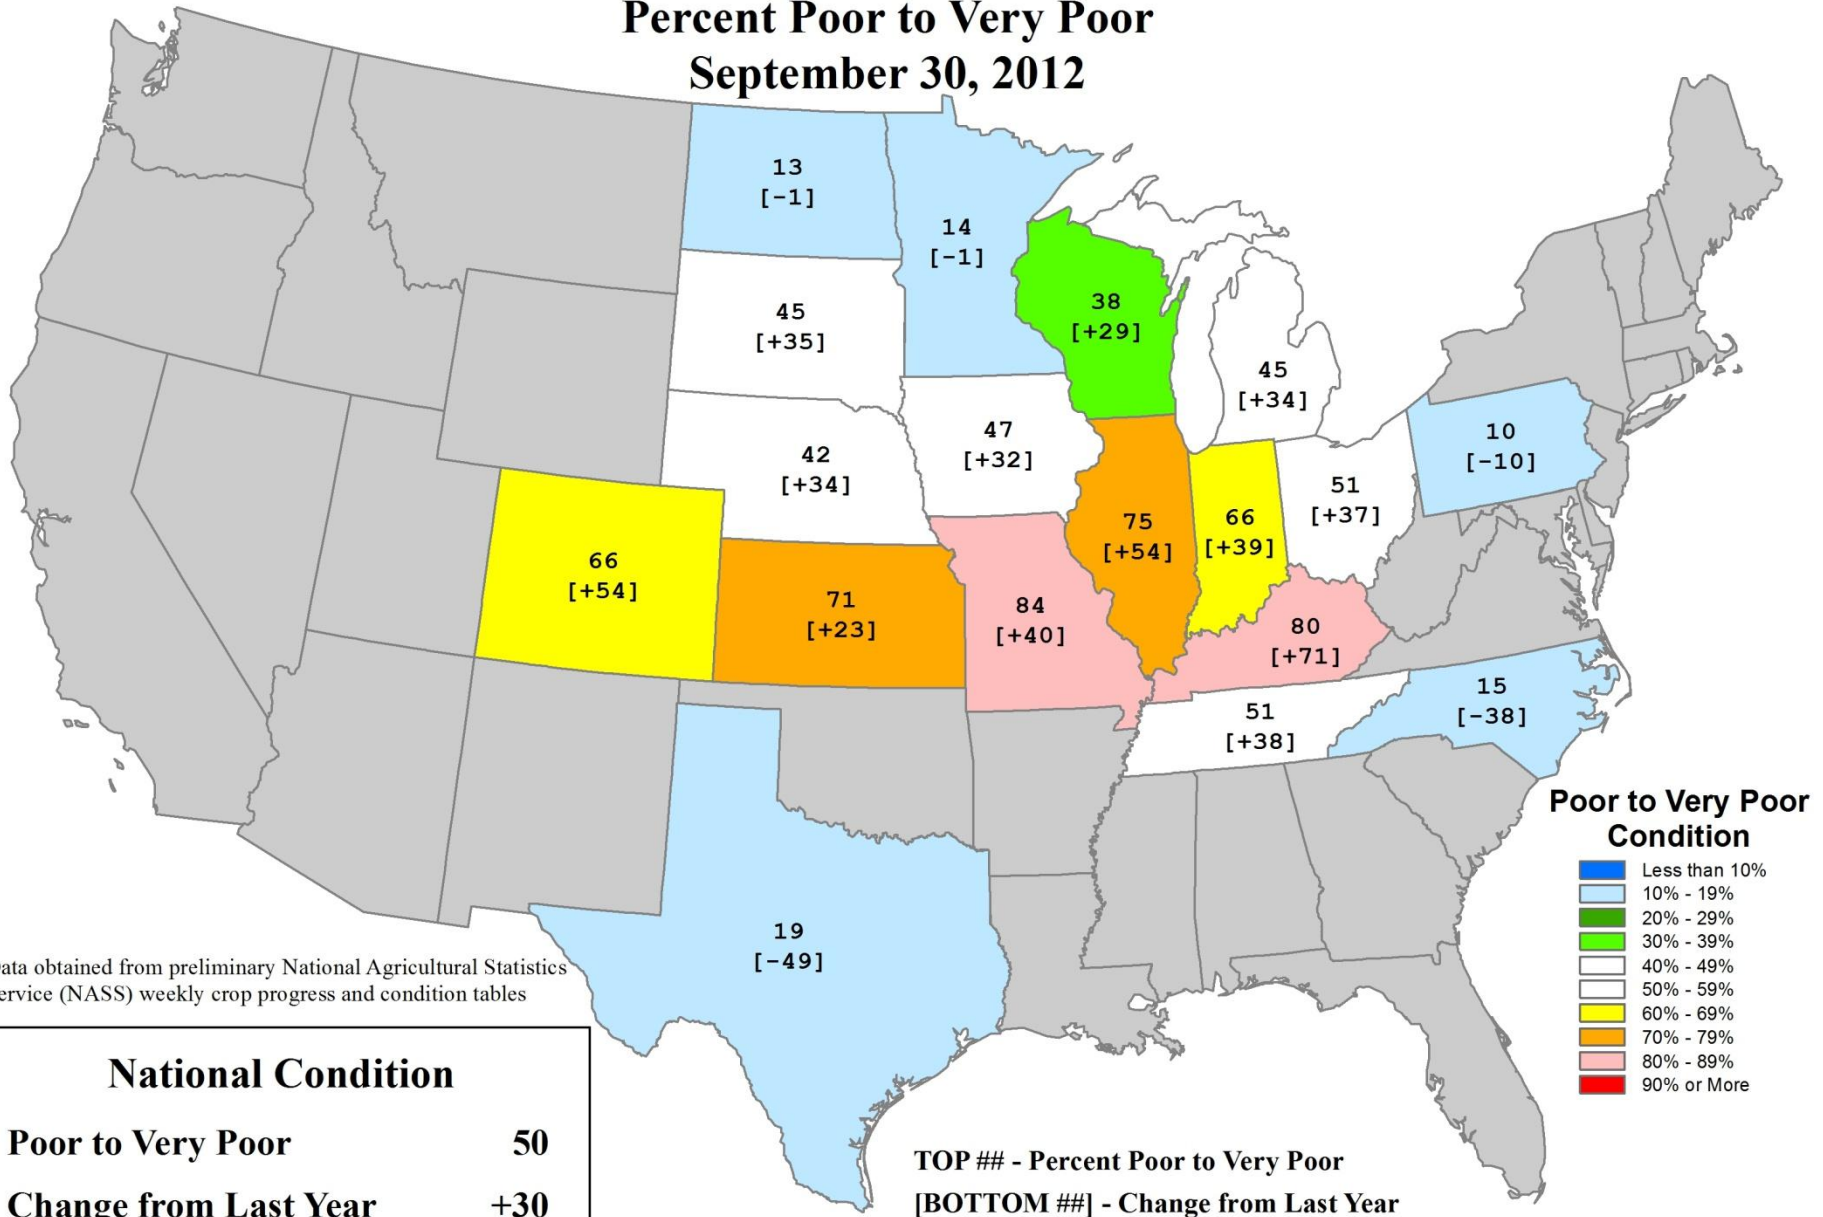 Percent Poor to Very Poor
September 30, 2012
13
[-1]
14
[-1]
38
[+29]
45
[+35]
45
[+34]
47
[+32]
42
[+34]
10
[-10]
51
[+37]
75
[+54]
66
[+39]
66
[+54]
71
[+23]
84
[+40]
80
[+71]
15
[-38]
51
[+38]
19
[-49]
Poor to Very Poor
Condition
Less than 10%
10% - 19%
20% - 29%
30% - 39%
40% - 49%
50% - 59%
60% - 69%
70% - 79%
80% - 89%
90% or More
ata obtained from preliminary National Agricultural Statistics
ervice (NASS) weekly crop progress and condition tables
National Condition
Poor to Very Poor 50
Change from Last Year +30
TOP ## - Percent Poor to Very Poor
[BOTTOM ##] - Change from Last Year